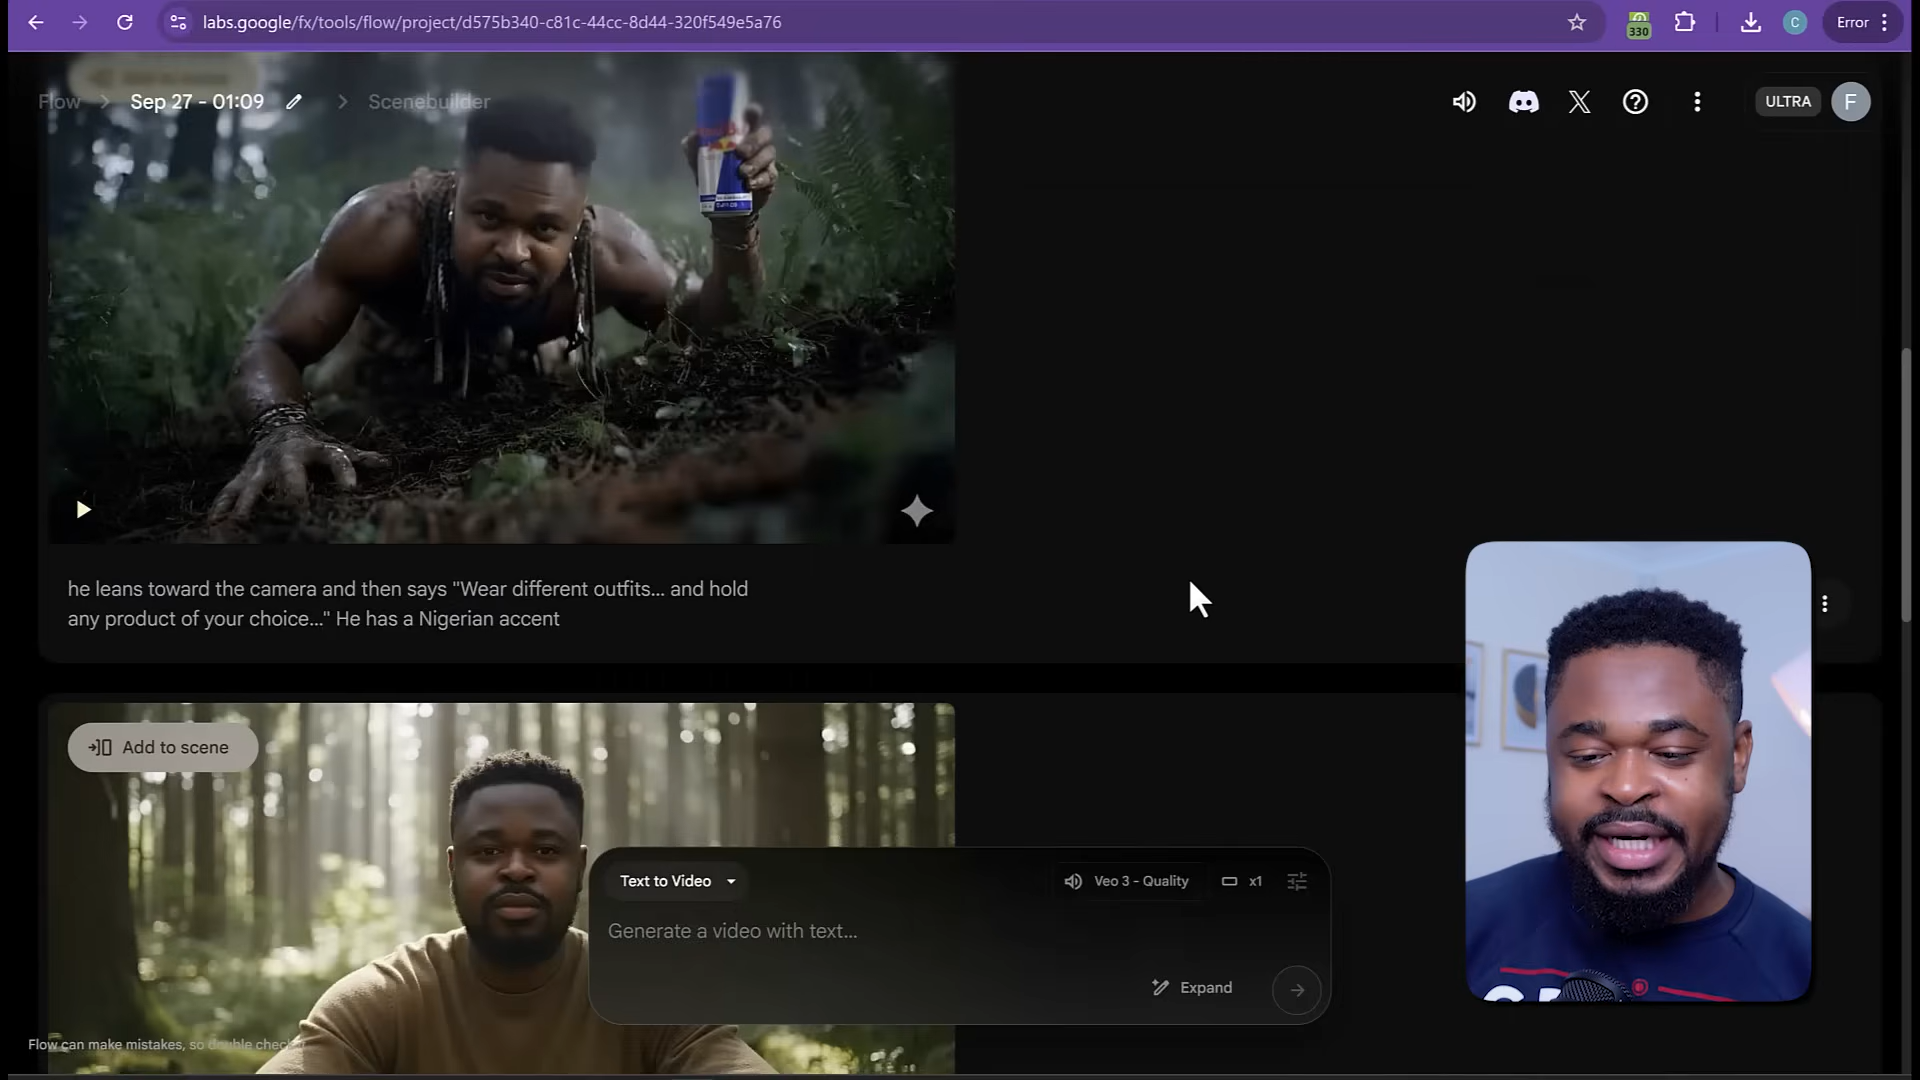 labs.google/fx/tools/flow/project/d575b340-c81c-44cc-8d44-320f549e5a76
330
C
Error
Flow
Sep 27 - 01:09
Scenebuilder
ULTRA
F
he leans toward the camera and then says "Wear different outfits... and hold
any product of your choice..." He has a Nigerian accent
Add to scene
Text to Video
Veo 3 - Quality
x1
Generate a video with text...
Expand
Flow can make mistakes, so double check